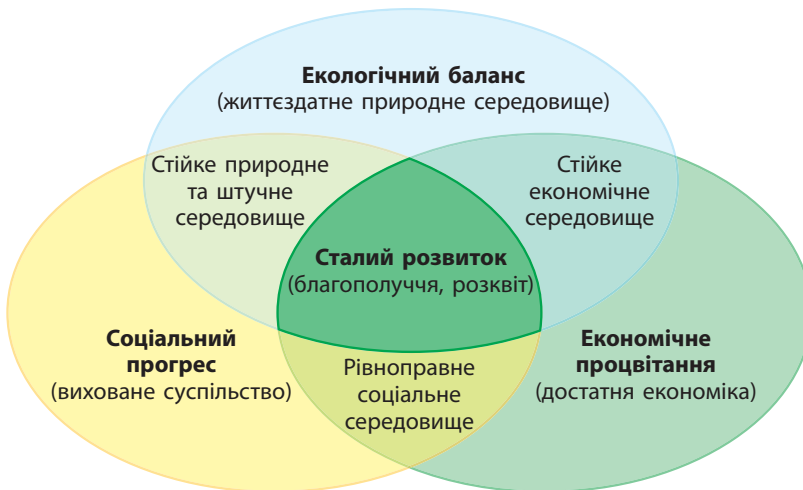 Екологічний баланс
(життєздатне природне середовище)
Стійке природне
та штучне
середовище
Стійке
економічне
середовище
Сталий розвиток
(благополуччя, розквіт)
Соціальний
прогрес
(виховане суспільство)
Рівноправне
соціальне
середовище
Економічне
процвітання
(достатня економіка)